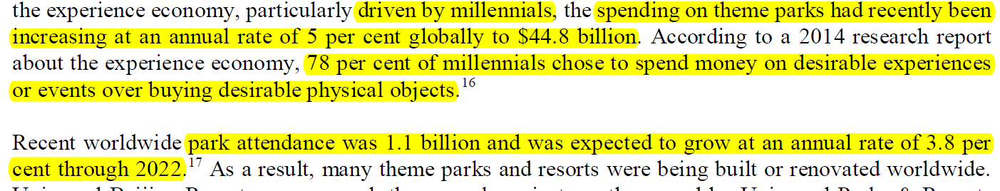 the experience economy, particularly driven by millennials, the spending on theme parks had recently been
increasing at an annual rate of 5 per cent globally to $44.8 billion. According to a 2014 research report
about the experience economy, 78 per cent of millennials chose to spend money on desirable experiences
or events over buying desirable physical objects.16
Recent worldwide park attendance was 1.1 billion and was expected to grow at an annual rate of 3.8 per
cent through 2022.17 As a result, many theme parks and resorts were being built or renovated worldwide.